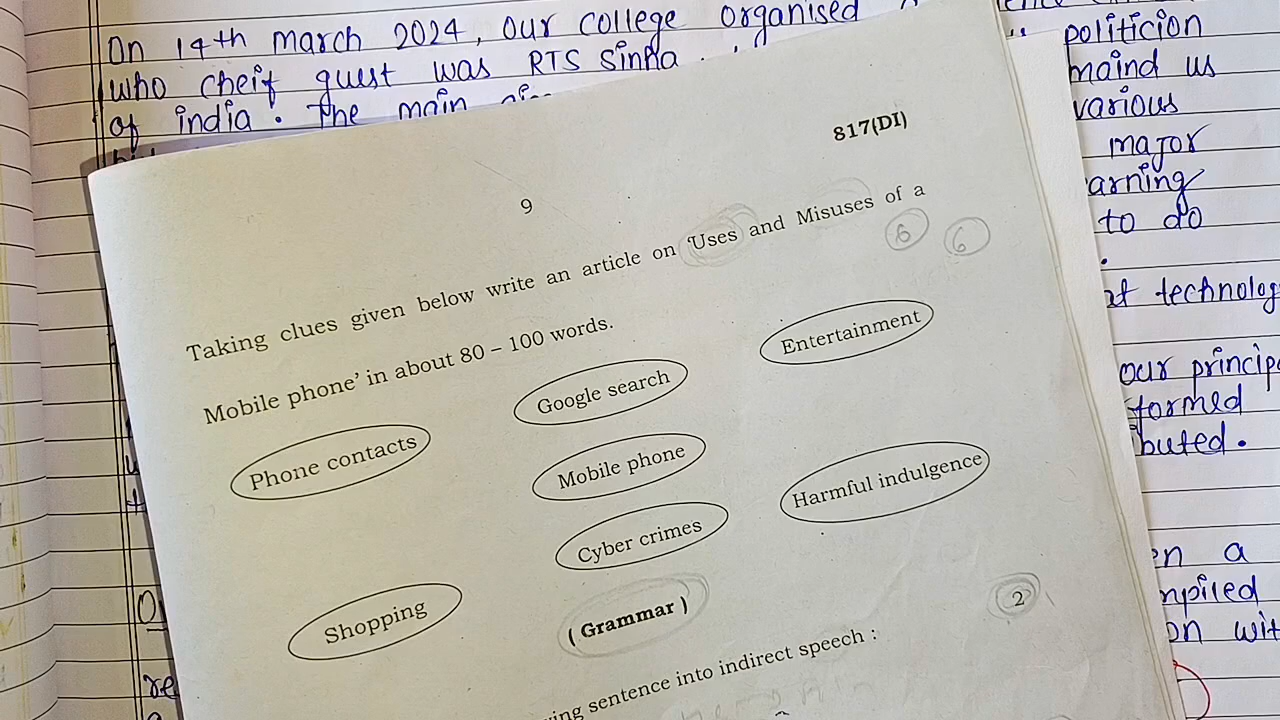 On 14th march 2024, our college organised
who cheif guest was RTS Sinha.
of india. The main
politicion
maind us
various
major
arning
to do
technolog
our princip
formed
buted.
en a
mpiled
on wit
817(DI)
9
Taking clues given below write an article on 'Uses and Misuses of a
6 6
Mobile phone' in about 80 – 100 words.
Entertainment
Google search
Phone contacts
Mobile phone
Harmful indulgence
Cyber crimes
Shopping
( Grammar )
2
ing sentence into indirect speech :
re